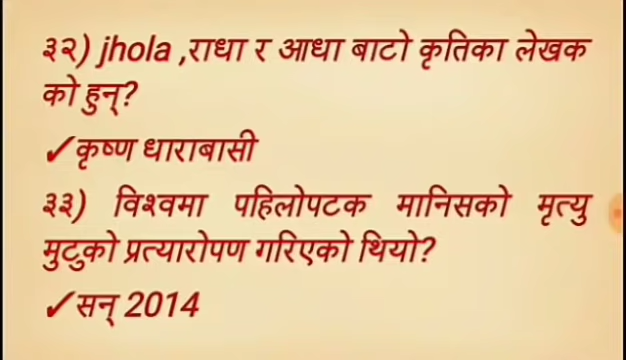 ३२) jhola ,राधा र आधा बाटो कृतिका लेखक
को हुन्?
✓कृष्ण धाराबासी
३३) विश्वमा पहिलोपटक मानिसको मृत्यु
मुटुको प्रत्यारोपण गरिएको थियो?
✓सन् 2014